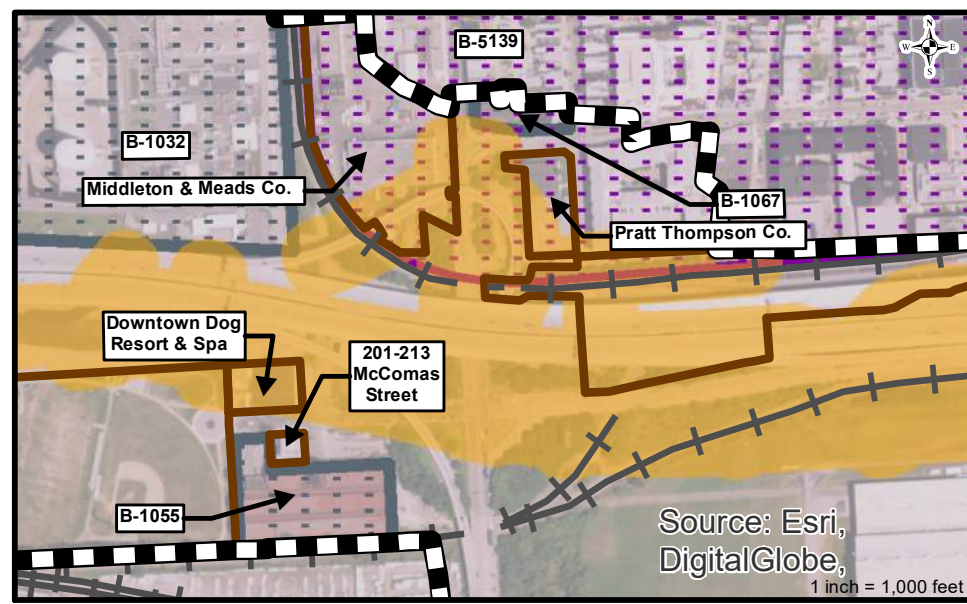 N
W E
S
B-5139
B-1032
Middleton & Meads Co.
B-1067
Pratt Thompson Co.
Downtown Dog
Resort & Spa
201-213
McComas
Street
B-1055
Source: Esri,
DigitalGlobe,
1 inch = 1,000 feet